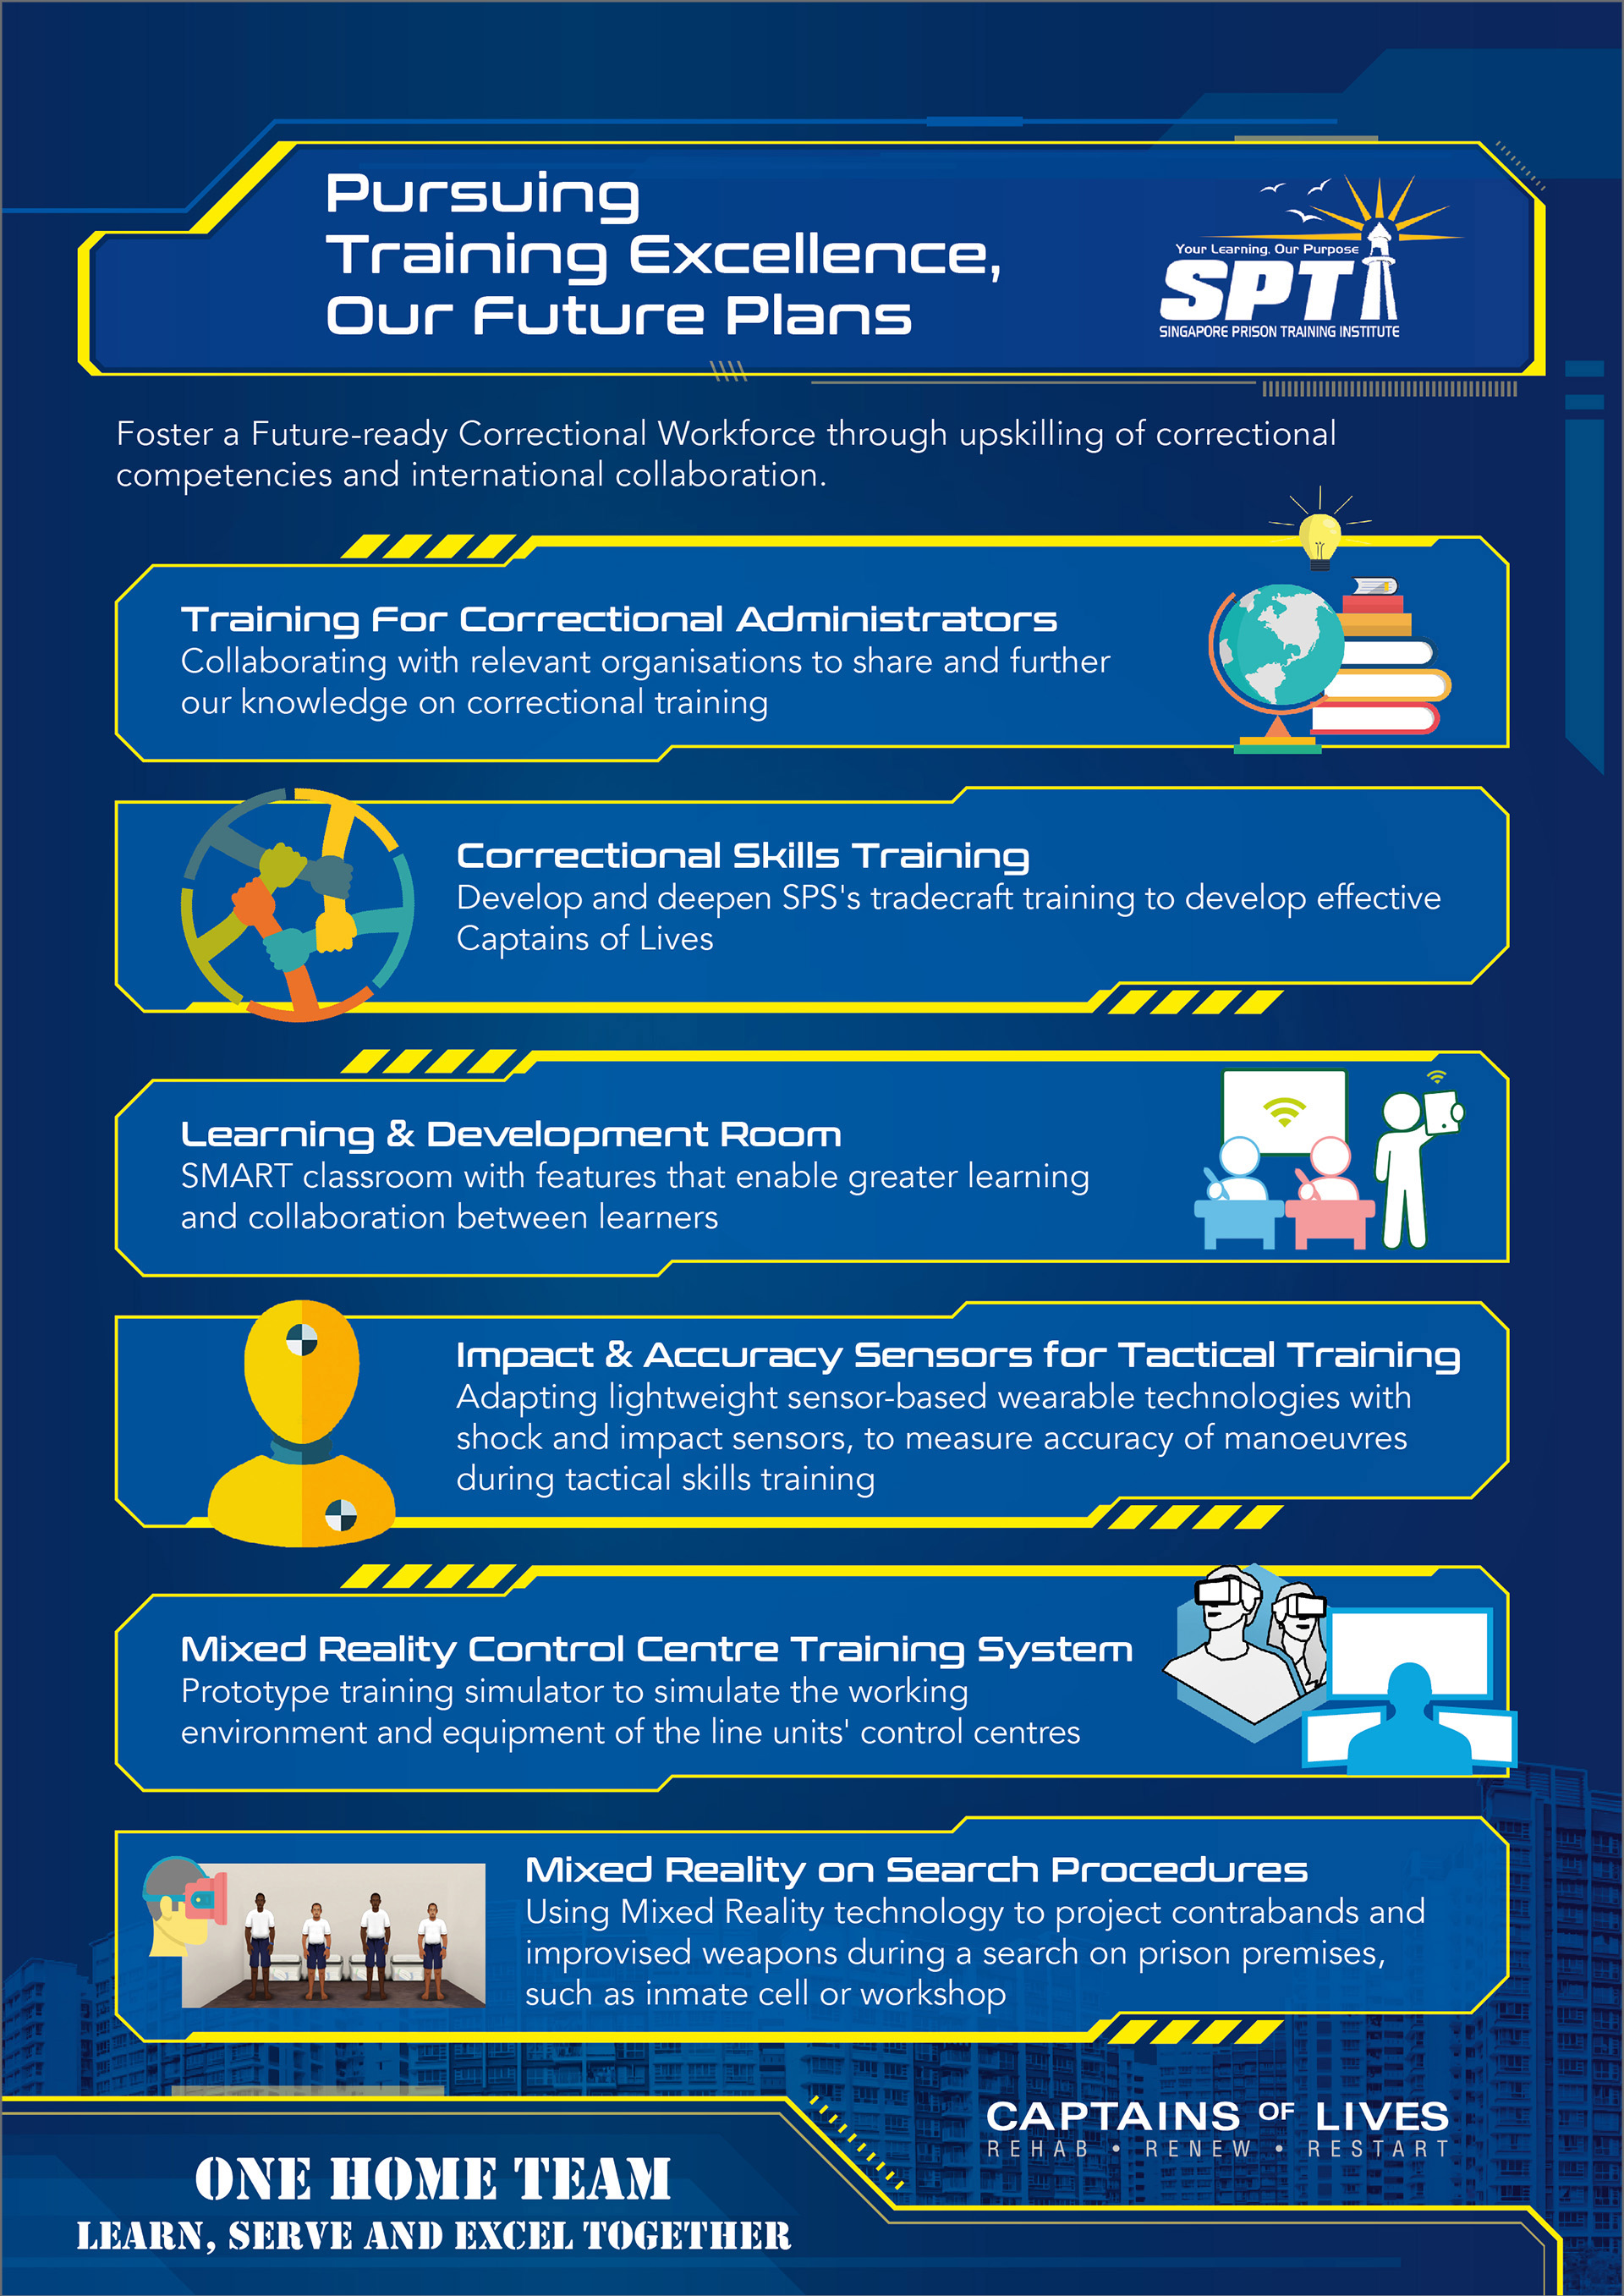 Pursuing
Training Excellence,
Our Future Plans
Your Learning, Our Purpose
SPTI
SINGAPORE PRISON TRAINING INSTITUTE
Foster a Future-ready Correctional Workforce through upskilling of correctional
competencies and international collaboration.
Training For Correctional Administrators
Collaborating with relevant organisations to share and further
our knowledge on correctional training
Correctional Skills Training
Develop and deepen SPS's tradecraft training to develop effective
Captains of Lives
Learning & Development Room
SMART classroom with features that enable greater learning
and collaboration between learners
Impact & Accuracy Sensors for Tactical Training
Adapting lightweight sensor-based wearable technologies with
shock and impact sensors, to measure accuracy of manoeuvres
during tactical skills training
Mixed Reality Control Centre Training System
Prototype training simulator to simulate the working
environment and equipment of the line units' control centres
Mixed Reality on Search Procedures
Using Mixed Reality technology to project contrabands and
improvised weapons during a search on prison premises,
such as inmate cell or workshop
CAPTAINS OF LIVES
REHAB • RENEW • RESTART
ONE HOME TEAM
LEARN, SERVE AND EXCEL TOGETHER